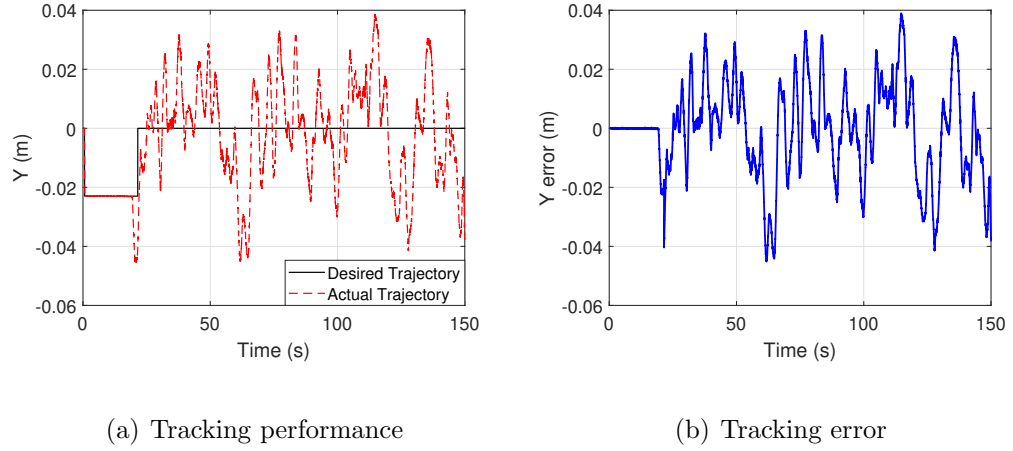 0.04
0.02
0
-0.02
-0.04
-0.06
Y (m)
Desired Trajectory
Actual Trajectory
0 50 100 150
Time (s)
(a) Tracking performance
0.04
0.02
0
-0.02
-0.04
-0.06
Y error (m)
0 50 100 150
Time (s)
(b) Tracking error